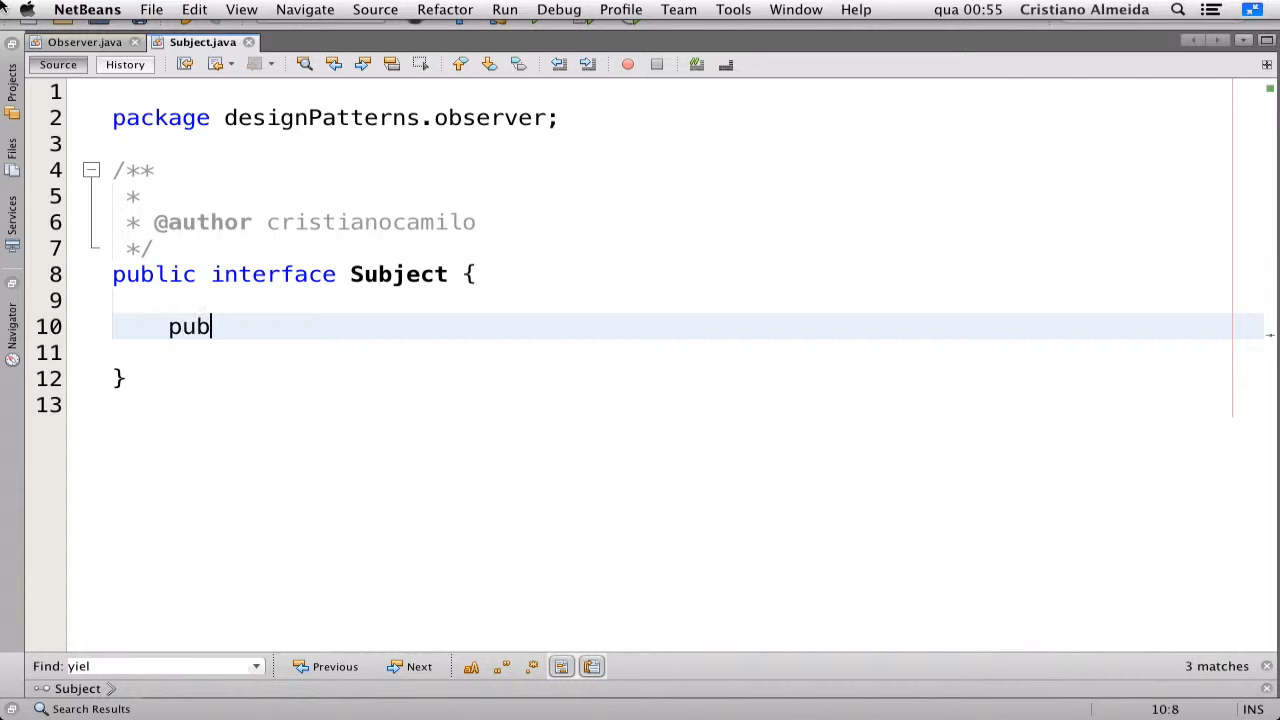 NetBeans File Edit View Navigate Source Refactor Run Debug Profile Team Tools Window Help qua 00:55 Cristiano Almeida
Observer.java Subject.java
Source History
Projects
Files
Services
Navigator
1
2 package designPatterns.observer;
3
4 /**
5 *
6 * @author cristianocamilo
7 */
8 public interface Subject {
9
10 pub
11
12 }
13
Find: yiel Previous Next aA 3 matches
Subject
Search Results 10:8 INS